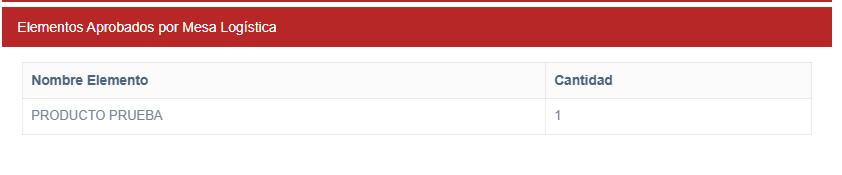 Elementos Aprobados por Mesa Logística
Nombre Elemento Cantidad
PRODUCTO PRUEBA 1